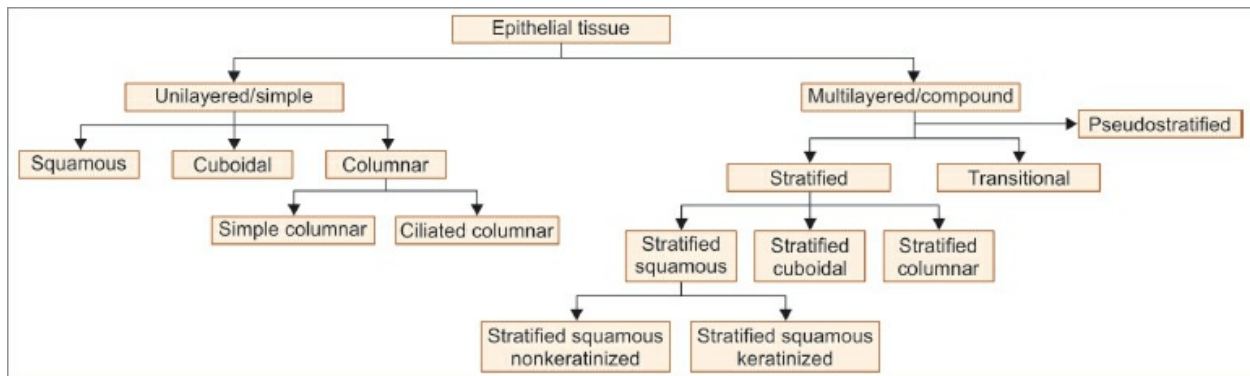 Epithelial tissue
Unilayered/simple
Multilayered/compound
Pseudostratified
Squamous
Cuboidal
Columnar
Stratified
Transitional
Simple columnar
Ciliated columnar
Stratified
squamous
Stratified
cuboidal
Stratified
columnar
Stratified squamous
nonkeratinized
Stratified squamous
keratinized